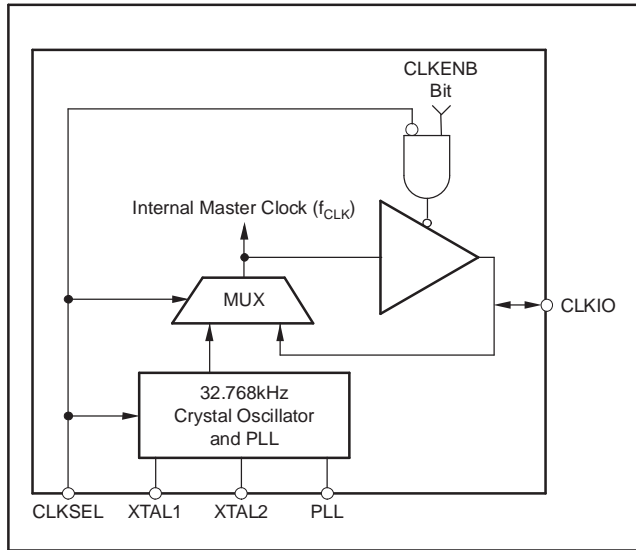 CLKENB
Bit
Internal Master Clock (fCLK)
MUX
CLKIO
32.768kHz
Crystal Oscillator
and PLL
CLKSEL XTAL1 XTAL2 PLL